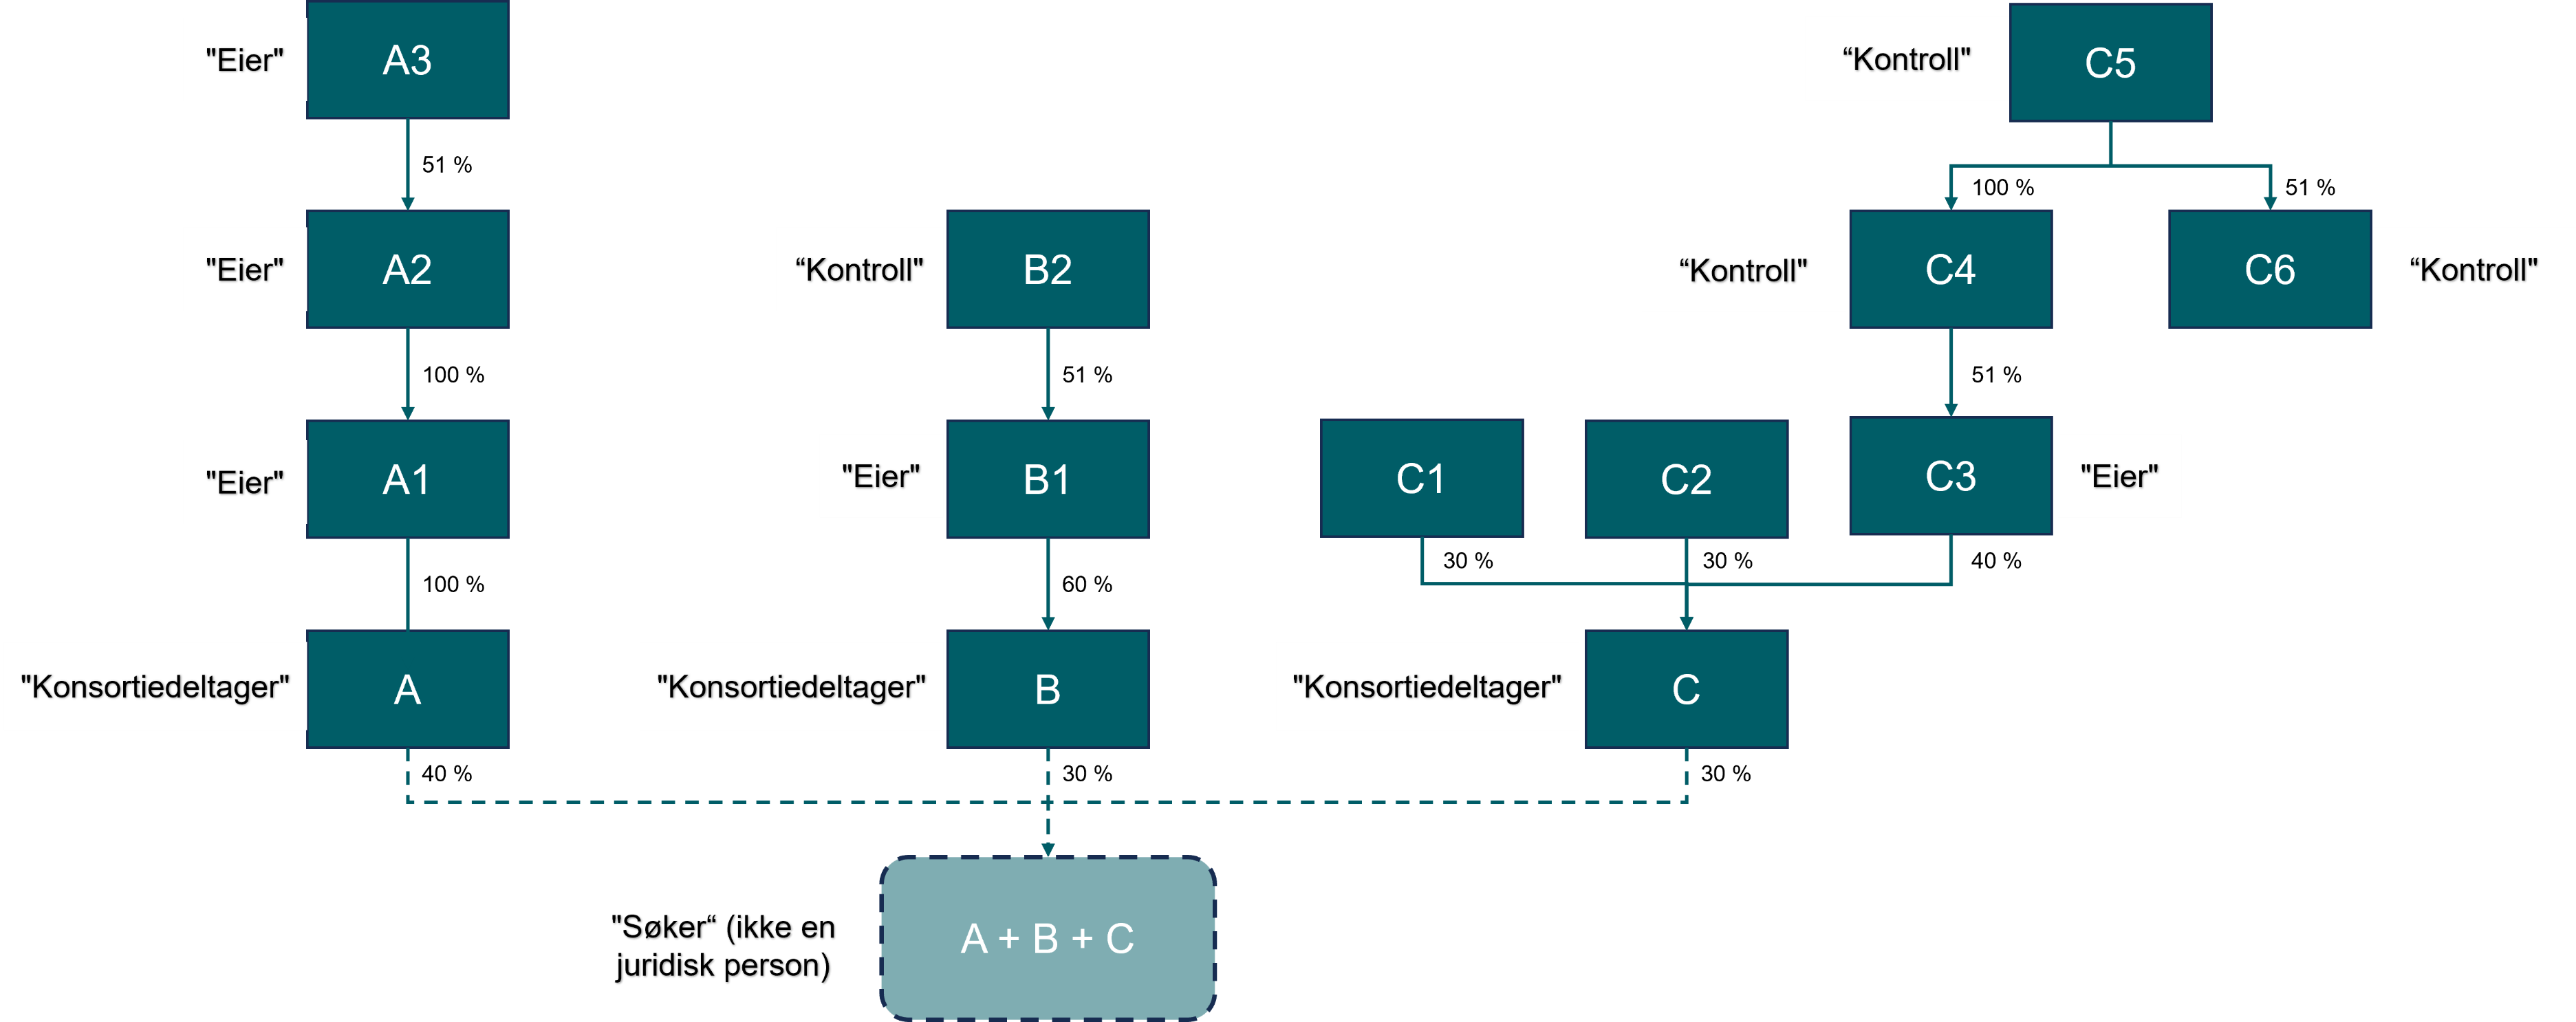 "Eier"
A3
“Kontroll"
C5
51 %
100 %
51 %
"Eier"
A2
“Kontroll"
B2
“Kontroll"
C4
C6
“Kontroll"
100 %
51 %
51 %
"Eier"
A1
"Eier"
B1
C1
C2
C3
"Eier"
30 %
30 %
40 %
100 %
60 %
"Konsortiedeltager"
A
"Konsortiedeltager"
B
"Konsortiedeltager"
C
40 %
30 %
30 %
"Søker“ (ikke en
juridisk person)
A + B + C